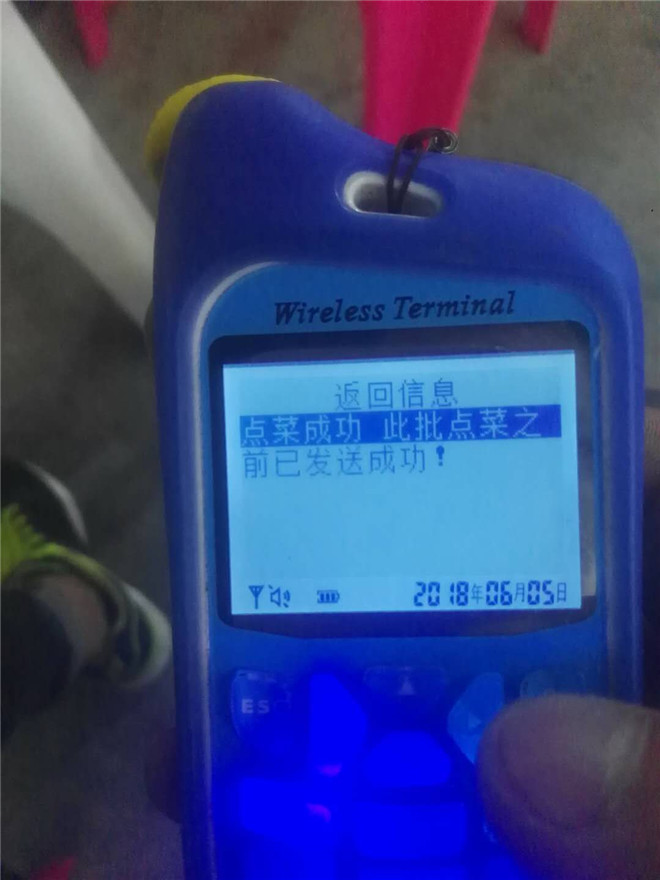 Wireless Terminal
返回信息
点菜成功 此批点菜之
前已发送成功！
2018年06月05日
ESC